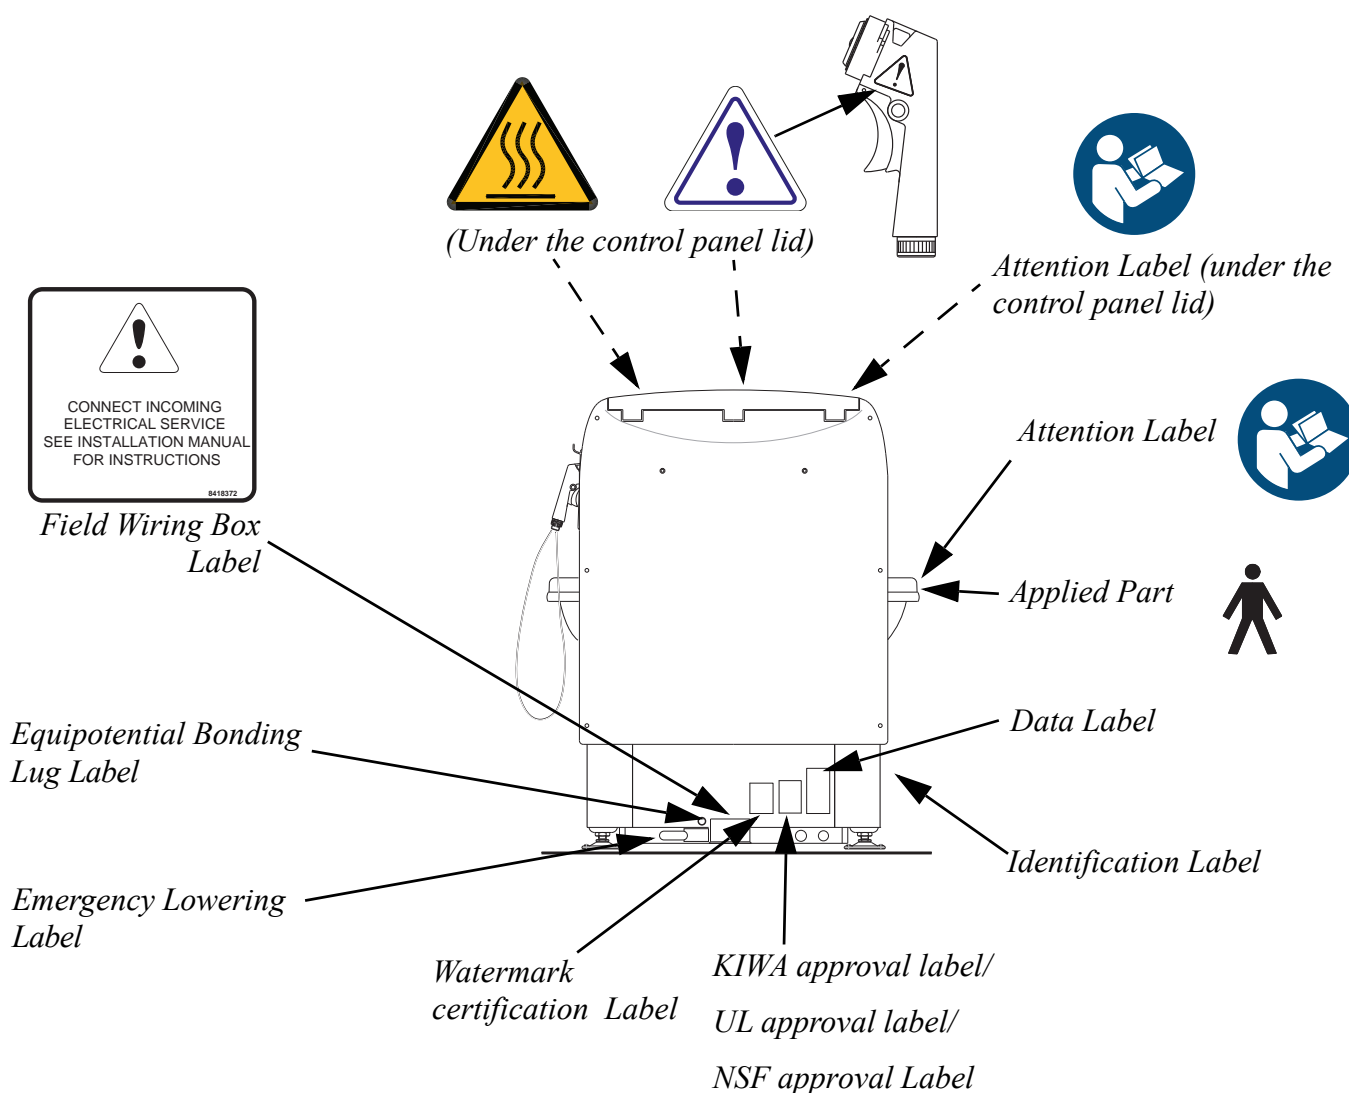 (Under the control panel lid)
Attention Label (under the
control panel lid)
CONNECT INCOMING
ELECTRICAL SERVICE
SEE INSTALLATION MANUAL
FOR INSTRUCTIONS
8418372
Field Wiring Box
Label
Attention Label
Applied Part
Equipotential Bonding
Lug Label
Data Label
Identification Label
Emergency Lowering
Label
Watermark
certification Label
KIWA approval label/
UL approval label/
NSF approval Label